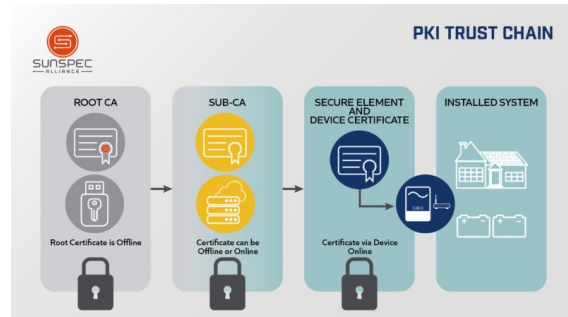 PKI TRUST CHAIN
SUNSPEC
ALLIANCE
ROOT CA
Root Certificate is Offline
SUB-CA
Certificate can be
Offline or Online
SECURE ELEMENT
AND
DEVICE CERTIFICATE
Certificate via Device
Online
INSTALLED SYSTEM